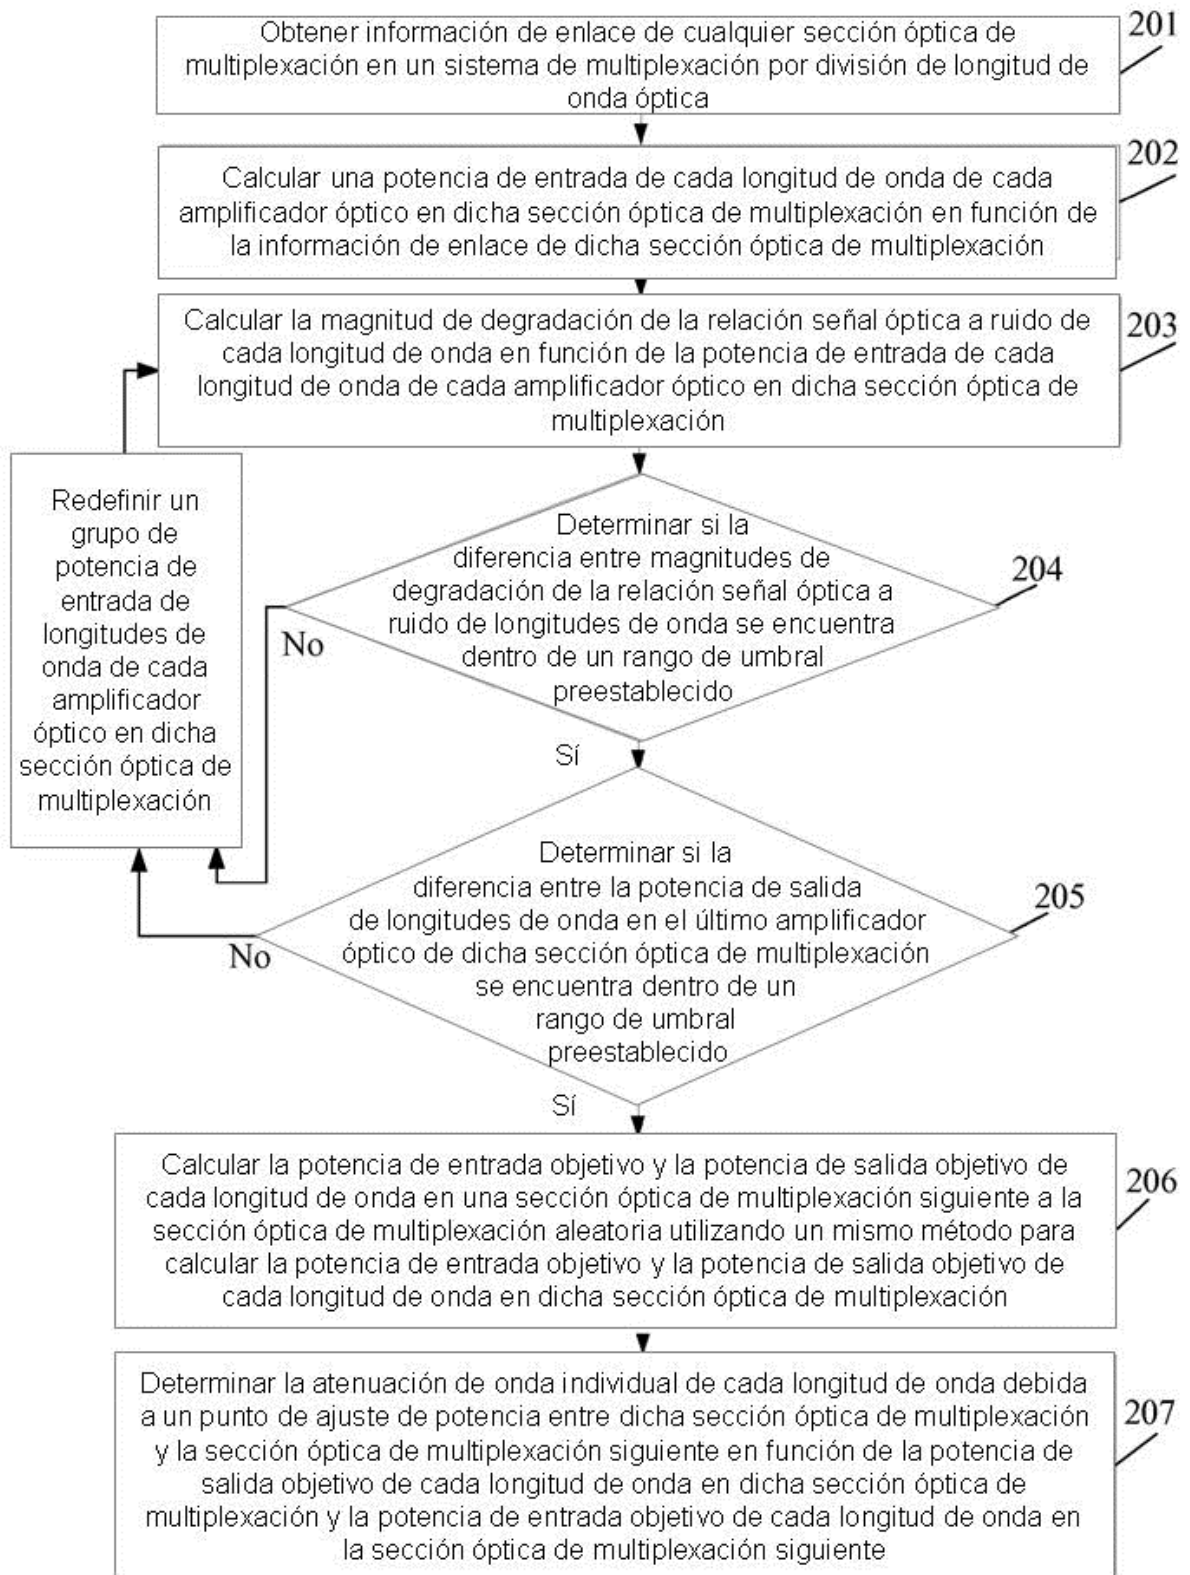 Obtener información de enlace de cualquier sección óptica de
multiplexación en un sistema de multiplexación por división de longitud de
onda óptica
201
Calcular una potencia de entrada de cada longitud de onda de cada
amplificador óptico en dicha sección óptica de multiplexación en función de
la información de enlace de dicha sección óptica de multiplexación
202
Calcular la magnitud de degradación de la relación señal óptica a ruido de
cada longitud de onda en función de la potencia de entrada de cada
longitud de onda de cada amplificador óptico en dicha sección óptica de
multiplexación
203
Redefinir un
grupo de
potencia de
entrada de
longitudes de
onda de cada
amplificador
óptico en dicha
sección óptica de
multiplexación
Determinar si la
diferencia entre magnitudes de
degradación de la relación señal óptica a
ruido de longitudes de onda se encuentra
dentro de un rango de umbral
preestablecido
204
No
Sí
Determinar si la
diferencia entre la potencia de salida
de longitudes de onda en el último amplificador
óptico de dicha sección óptica de multiplexación
se encuentra dentro de un
rango de umbral
preestablecido
205
No
Sí
Calcular la potencia de entrada objetivo y la potencia de salida objetivo de
cada longitud de onda en una sección óptica de multiplexación siguiente a la
sección óptica de multiplexación aleatoria utilizando un mismo método para
calcular la potencia de entrada objetivo y la potencia de salida objetivo de
cada longitud de onda en dicha sección óptica de multiplexación
206
Determinar la atenuación de onda individual de cada longitud de onda debida
a un punto de ajuste de potencia entre dicha sección óptica de multiplexación
y la sección óptica de multiplexación siguiente en función de la potencia de
salida objetivo de cada longitud de onda en dicha sección óptica de
multiplexación y la potencia de entrada objetivo de cada longitud de onda en
la sección óptica de multiplexación siguiente
207